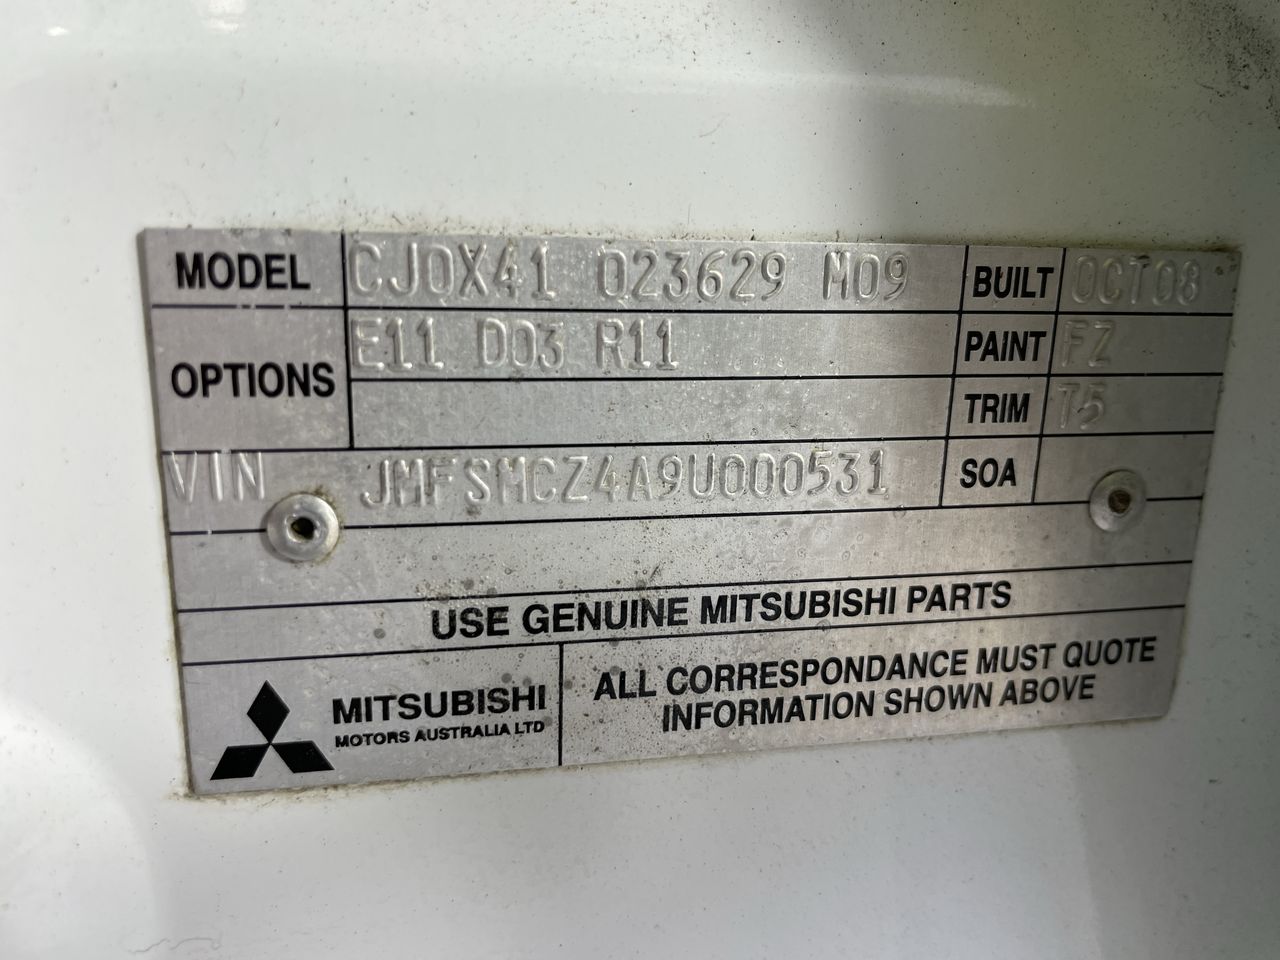 MODEL CJ0X41 023629 M09 BUILT OCT08
OPTIONS E11 D03 R11 PAINT FZ
TRIM T5
VIN JMFSMCZ4A9U000531 SOA
USE GENUINE MITSUBISHI PARTS
MITSUBISHI
MOTORS AUSTRALIA LTD
ALL CORRESPONDANCE MUST QUOTE
INFORMATION SHOWN ABOVE